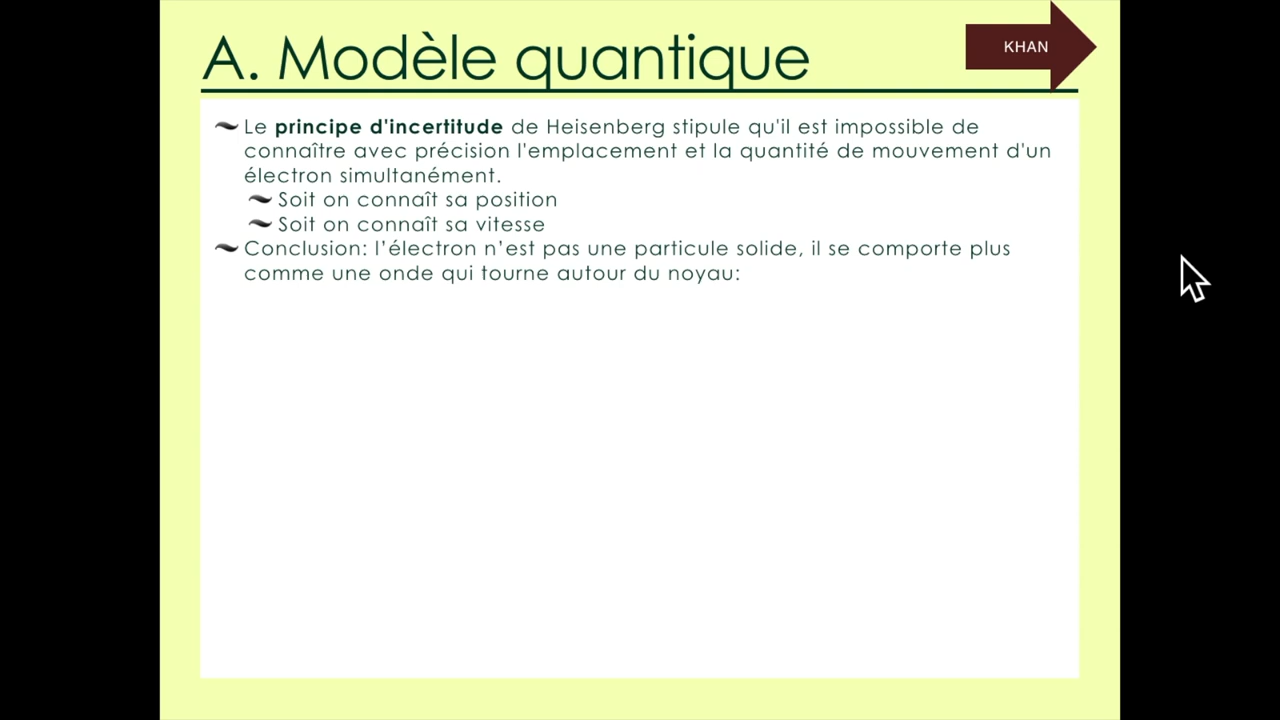 A. Modèle quantique
KHAN
Le principe d'incertitude de Heisenberg stipule qu'il est impossible de
connaître avec précision l'emplacement et la quantité de mouvement d'un
électron simultanément.
Soit on connaît sa position
Soit on connaît sa vitesse
Conclusion: l’électron n’est pas une particule solide, il se comporte plus
comme une onde qui tourne autour du noyau: